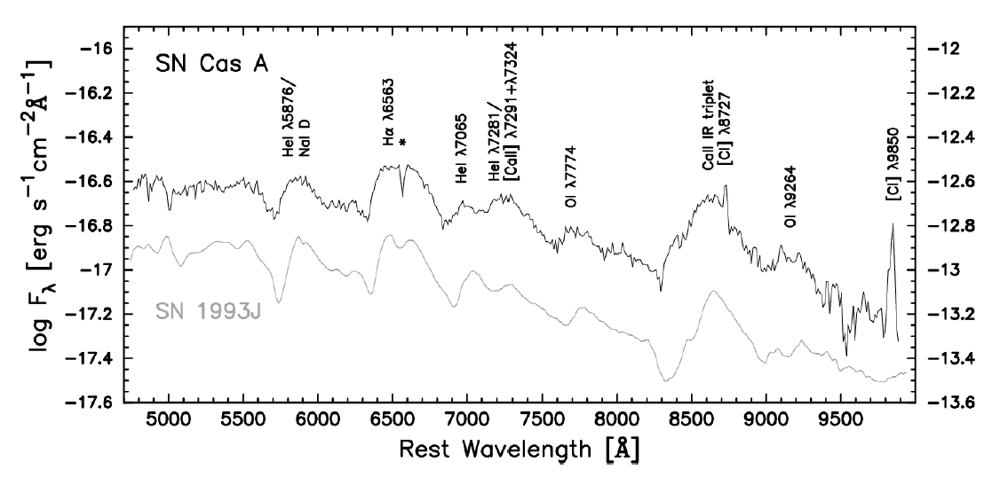 SN Cas A
SN 1993J
HeI λ5876/
NaI D
Hα λ6563
*
HeI λ7065
HeI λ7281/
[CaII] λ7291+λ7324
OI λ7774
CaII IR triplet
[CI] λ8727
OI λ9264
[CI] λ9850
log Fλ [erg s−1cm−2Å−1]
−16
−16.2
−16.4
−16.6
−16.8
−17
−17.2
−17.4
−17.6
−12
−12.2
−12.4
−12.6
−12.8
−13
−13.2
−13.4
−13.6
5000 5500 6000 6500 7000 7500 8000 8500 9000 9500
Rest Wavelength [Å]